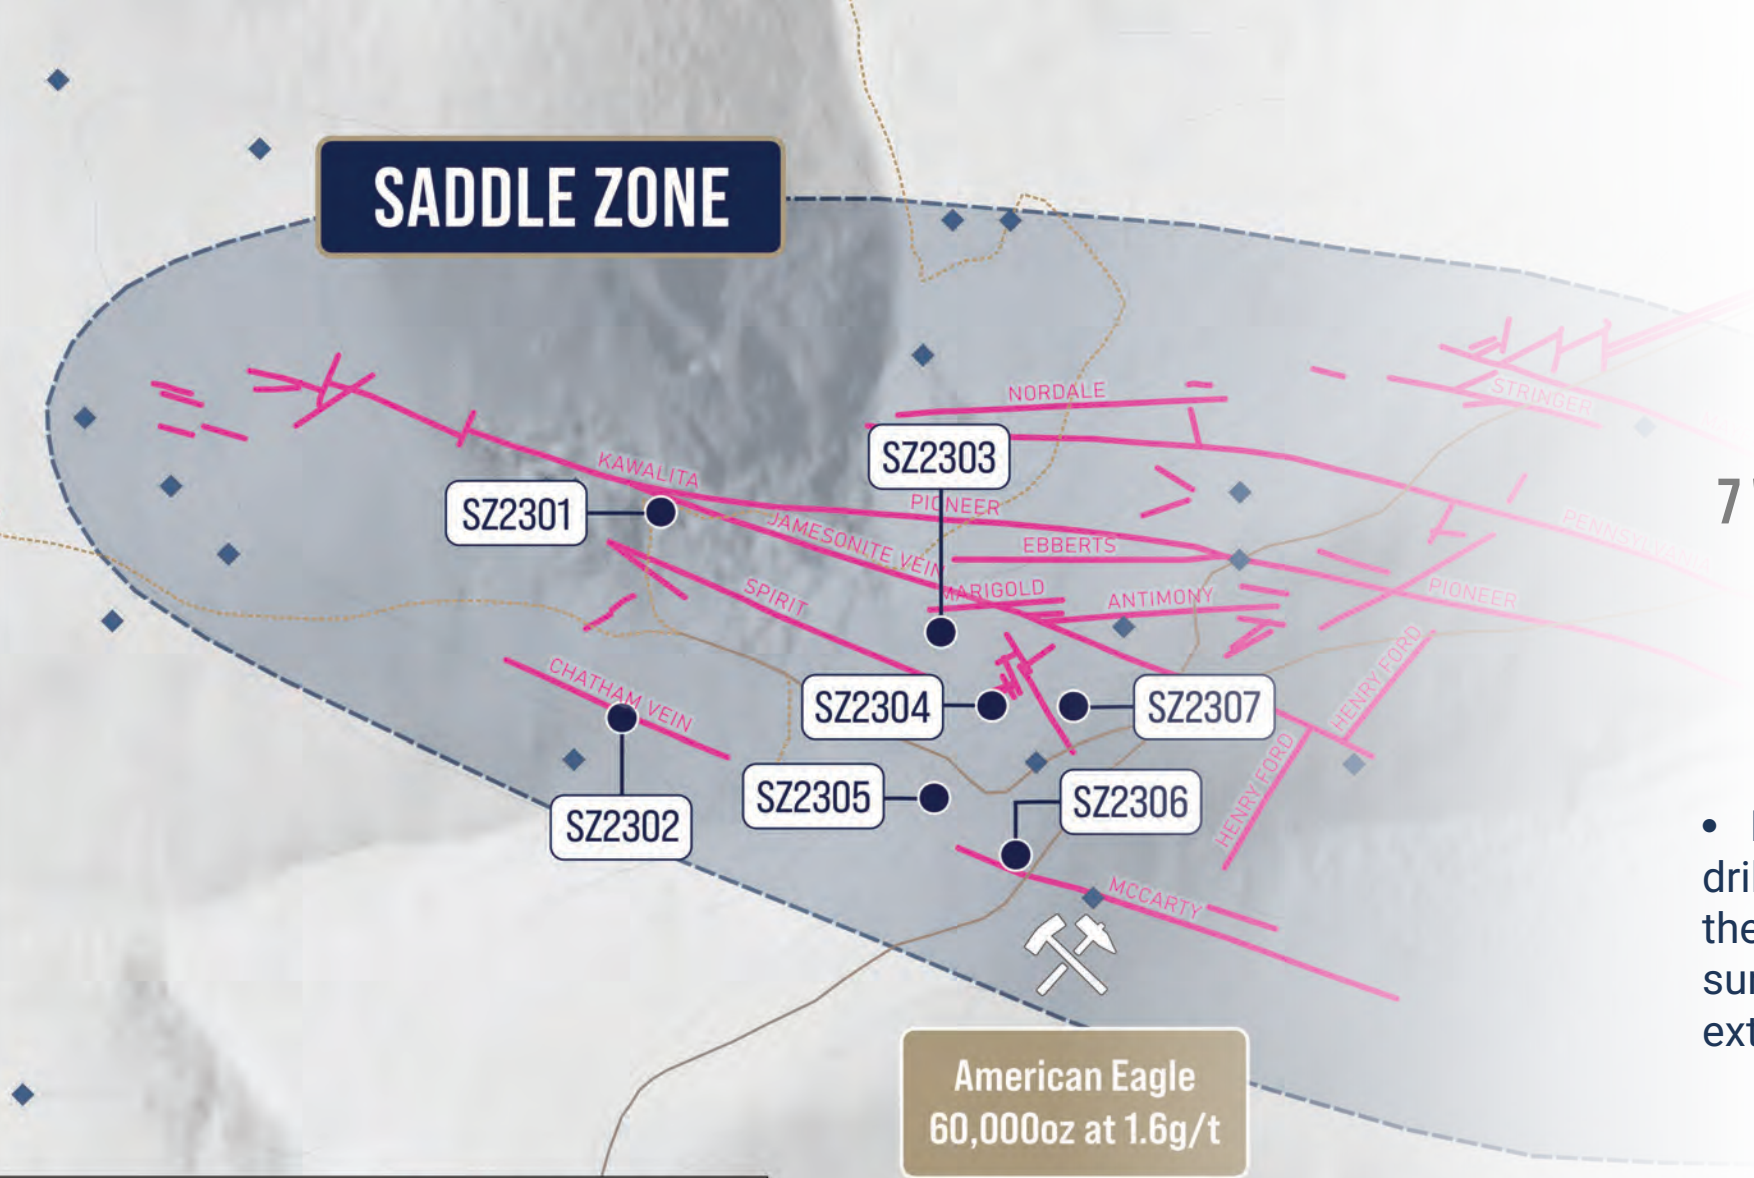 SADDLE ZONE
NORDALE
STRINGER
SZ2303
KAWALITA
SZ2301
PIONEER
JAMESONITE VEIN
EBBERTS
PENNSYLVANIA
7
MARIGOLD
ANTIMONY
PIONEER
SPIRIT
HENRY FORD
CHATHAM VEIN
SZ2304
SZ2307
HENRY FORD
SZ2305
SZ2306
SZ2302
MCCARTY
American Eagle
60,000oz at 1.6g/t